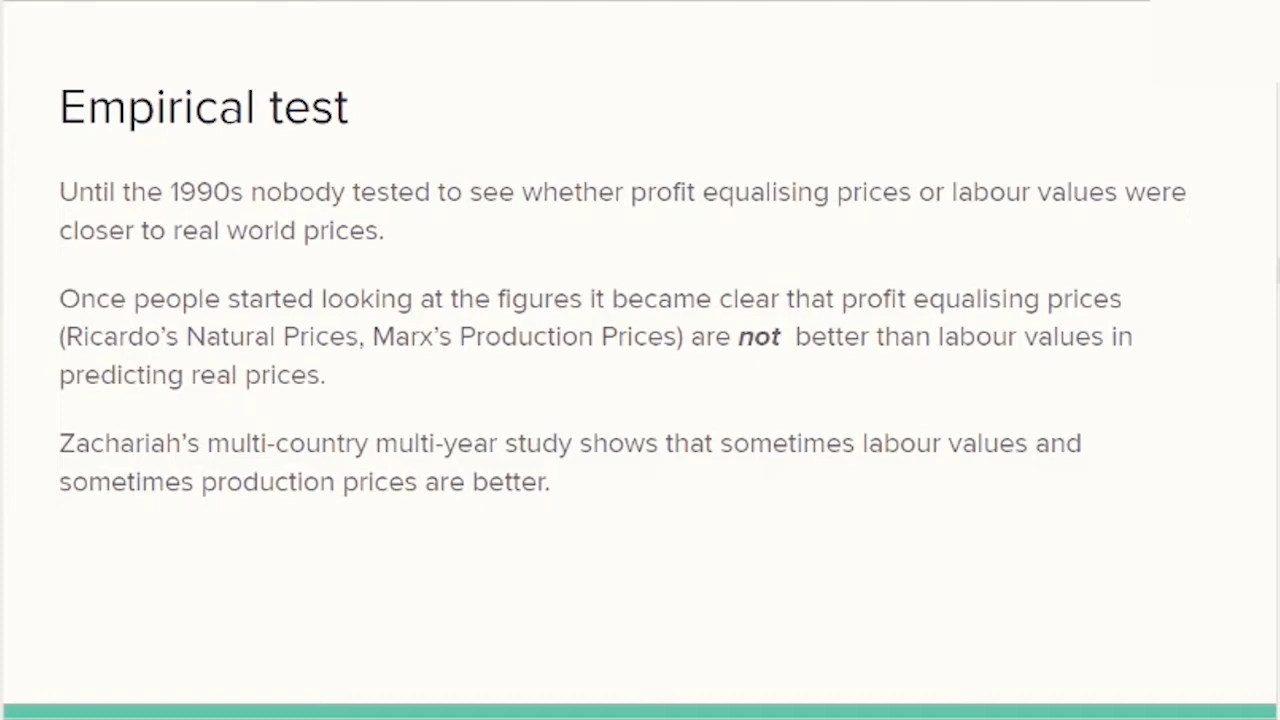 Empirical test
Until the 1990s nobody tested to see whether profit equalising prices or labour values were
closer to real world prices.
Once people started looking at the figures it became clear that profit equalising prices
(Ricardo’s Natural Prices, Marx’s Production Prices) are not better than labour values in
predicting real prices.
Zachariah’s multi-country multi-year study shows that sometimes labour values and
sometimes production prices are better.